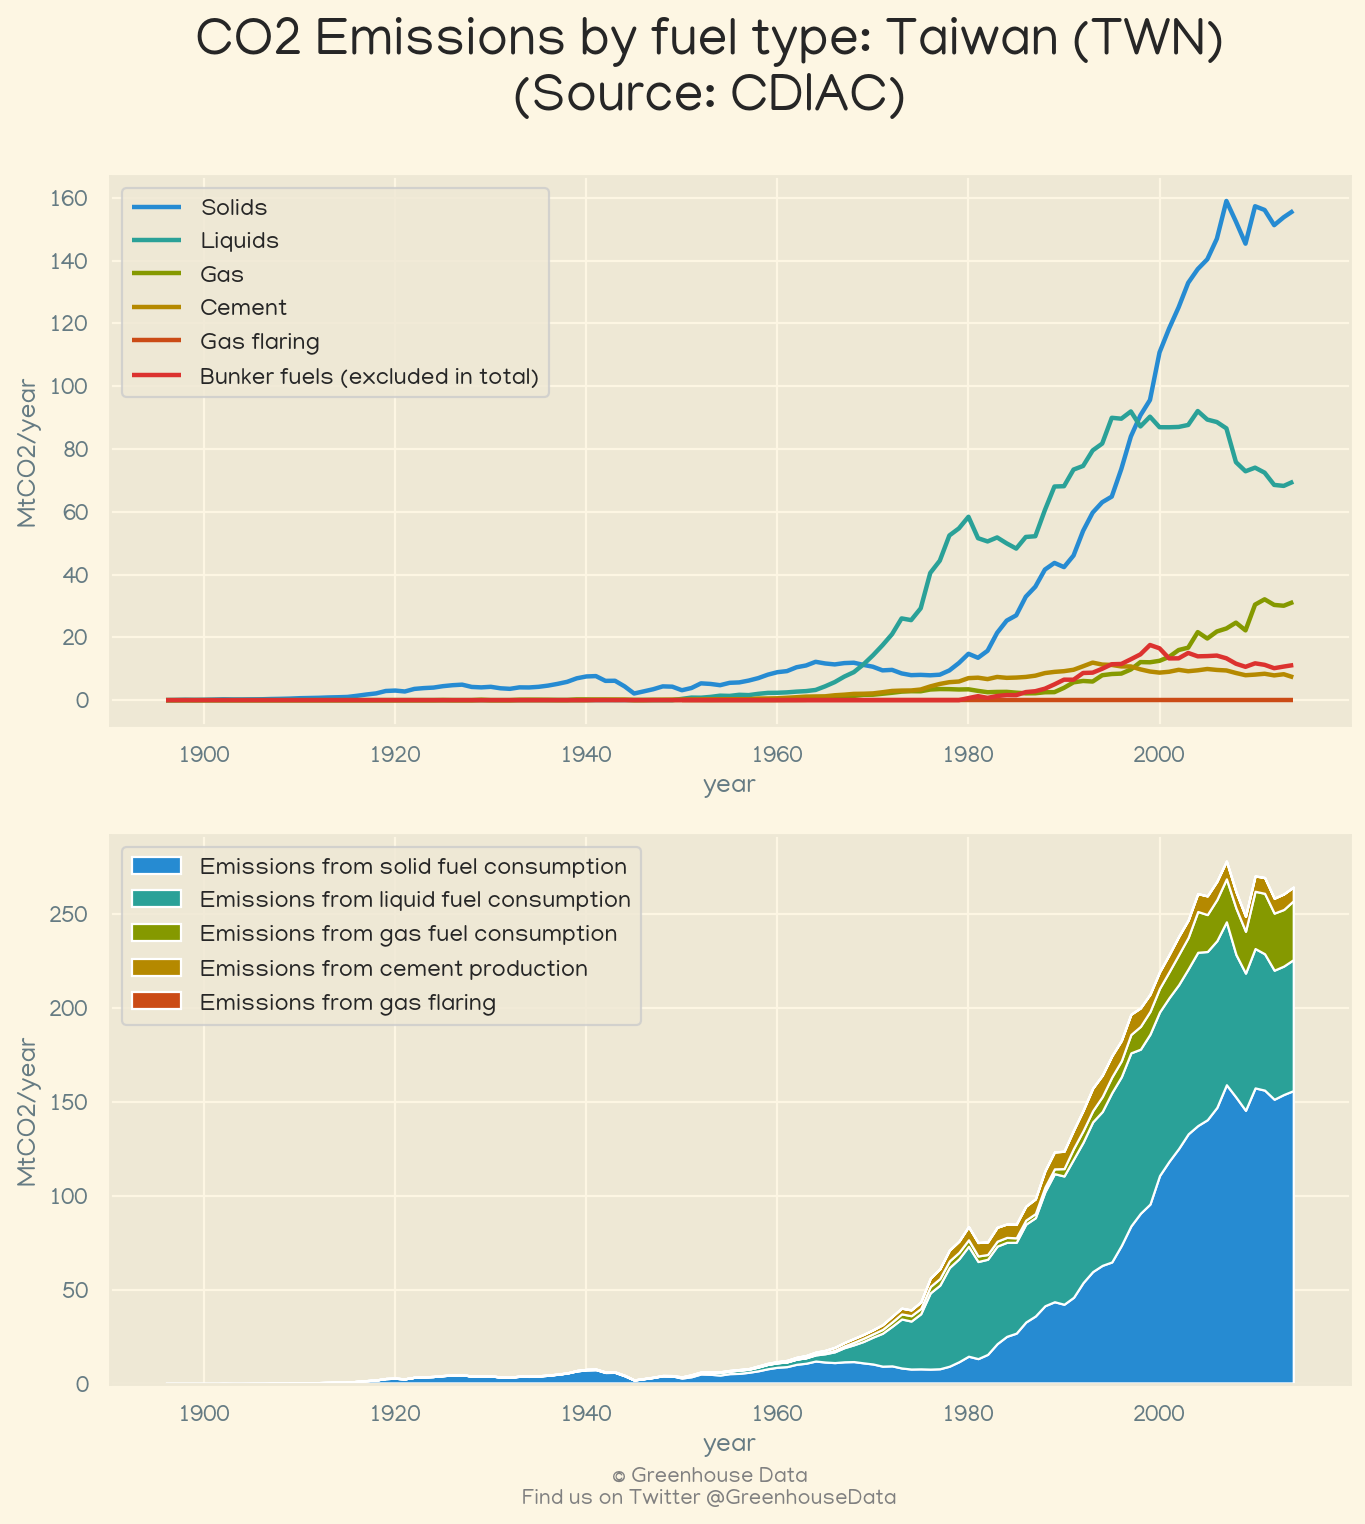 CO2 Emissions by fuel type: Taiwan (TWN)
(Source: CDIAC)
160
140
120
100
80
60
40
20
0
MtCO2/year
Solids
Liquids
Gas
Cement
Gas flaring
Bunker fuels (excluded in total)
1900 1920 1940 1960 1980 2000
year
250
200
150
100
50
0
MtCO2/year
Emissions from solid fuel consumption
Emissions from liquid fuel consumption
Emissions from gas fuel consumption
Emissions from cement production
Emissions from gas flaring
1900 1920 1940 1960 1980 2000
year
© Greenhouse Data
Find us on Twitter @GreenhouseData